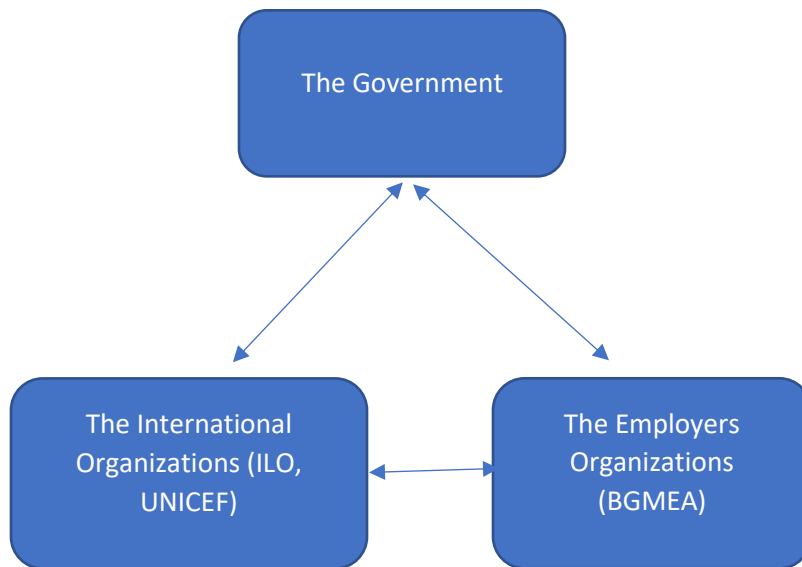 The Government
The International
Organizations (ILO,
UNICEF)
The Employers
Organizations
(BGMEA)